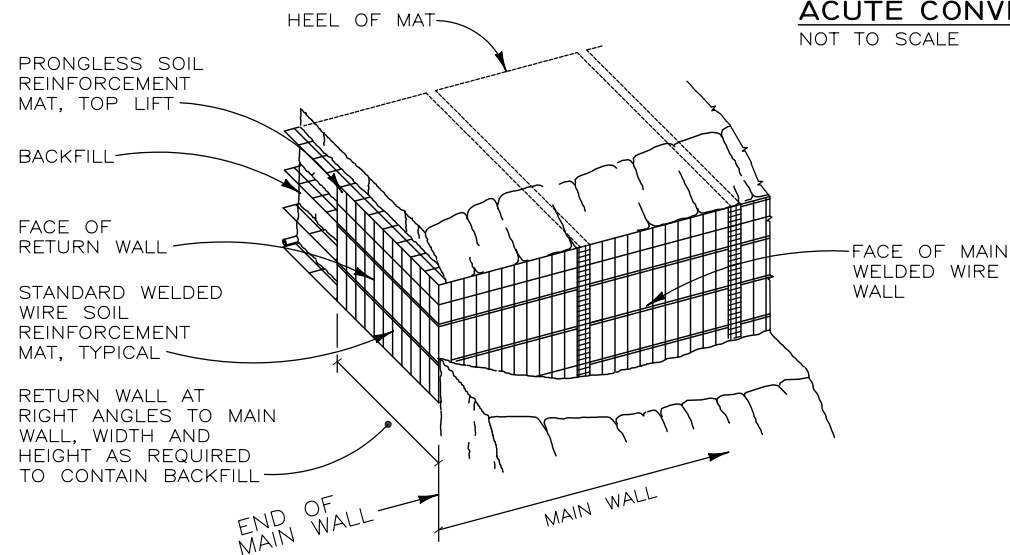 HEEL OF MAT
NOT TO SCALE
PRONGLESS SOIL
REINFORCEMENT
MAT, TOP LIFT
BACKFILL
FACE OF
RETURN WALL
STANDARD WELDED
WIRE SOIL
REINFORCEMENT
MAT, TYPICAL
RETURN WALL AT
RIGHT ANGLES TO MAIN
WALL, WIDTH AND
HEIGHT AS REQUIRED
TO CONTAIN BACKFILL
FACE OF MAIN
WELDED WIRE
WALL
END OF
MAIN WALL
MAIN WALL
ACUTE